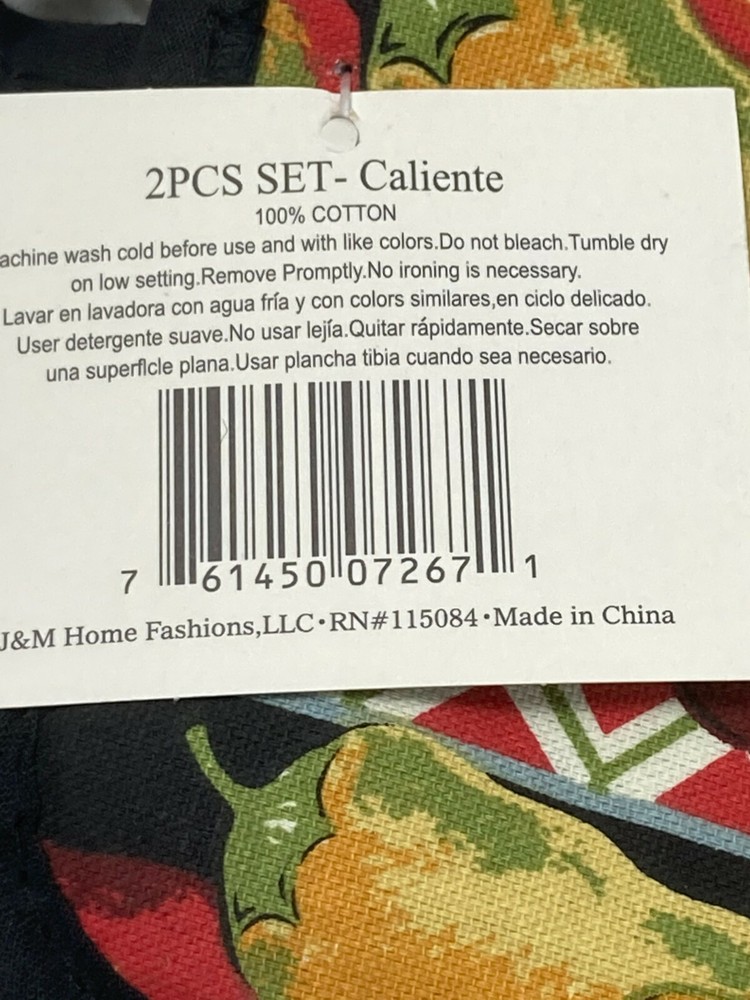 2PCS SET- Caliente
100% COTTON
achine wash cold before use and with like colors.Do not bleach.Tumble dry
on low setting.Remove Promptly.No ironing is necessary.
Lavar en lavadora con agua fría y con colors similares,en ciclo delicado.
User detergente suave.No usar lejía.Quitar rápidamente.Secar sobre
una superficle plana.Usar plancha tibia cuando sea necesario.
7 61450 07267 1
J&M Home Fashions,LLC•RN#115084•Made in China